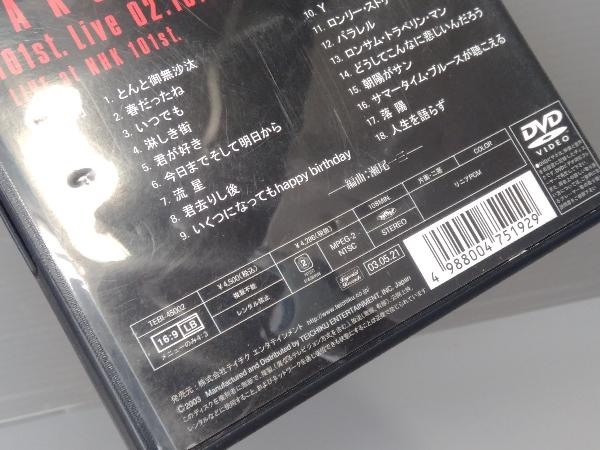 101st. Live 02.10.
Live at NHK 101st.
1. とんと御無沙汰
2. 春だったね
3. いつでも
4. 淋しき街
5. 君が好き
6. 今日までそして明日から
7. 流星
8. 君去りし後
9. いくつになってもhappy birthday
10. Y
11. ロンリー・スト
12. パラレル
13. ロンサム・トラベリン・マン
14. どうしてこんなに悲しいんだろう
15. 朝陽がサン
16. サマータイム・ブルースが聴こえる
17. 落陽
18. 人生を語らず
編曲:瀬尾一三
DVD
VIDEO
TEBI-45002
¥4,500(税込)
¥4,286(税抜)
108MIN.
片面・二層
COLOR
複製不能
レンタル禁止
2
MPEG-2
NTSC
STEREO
リニアPCM
16:9 LB
メニューのみ4:3
03.05.21
4 988004 751929
発売元:株式会社テイチク エンタテインメント http://www.teichiku.co.jp
©2003 Manufactured and Distributed by TEICHIKU ENTERTAINMENT, INC. Japan